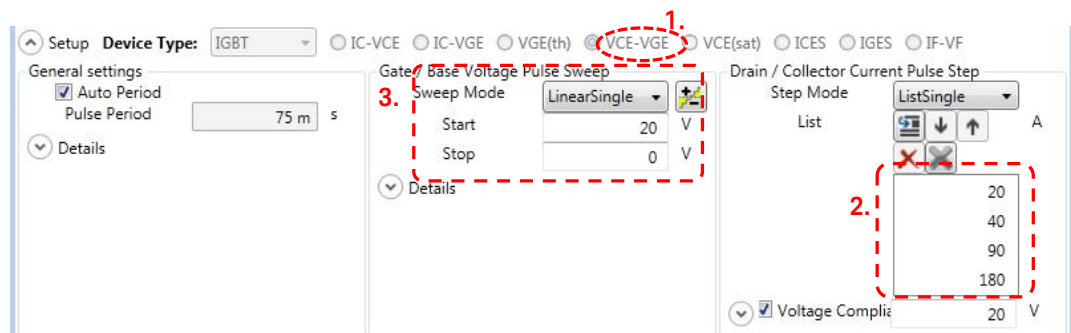 1.
Setup Device Type: IGBT IC-VCE IC-VGE VGE(th) VCE-VGE VCE(sat) ICES IGES IF-VF
General settings
Auto Period
Pulse Period 75 m s
Details
Gate / Base Voltage Pulse Sweep
3. Sweep Mode LinearSingle
Start 20 V
Stop 0 V
Details
Drain / Collector Current Pulse Step
Step Mode ListSingle
List A
2.
20
40
90
180
Voltage Complia 20 V